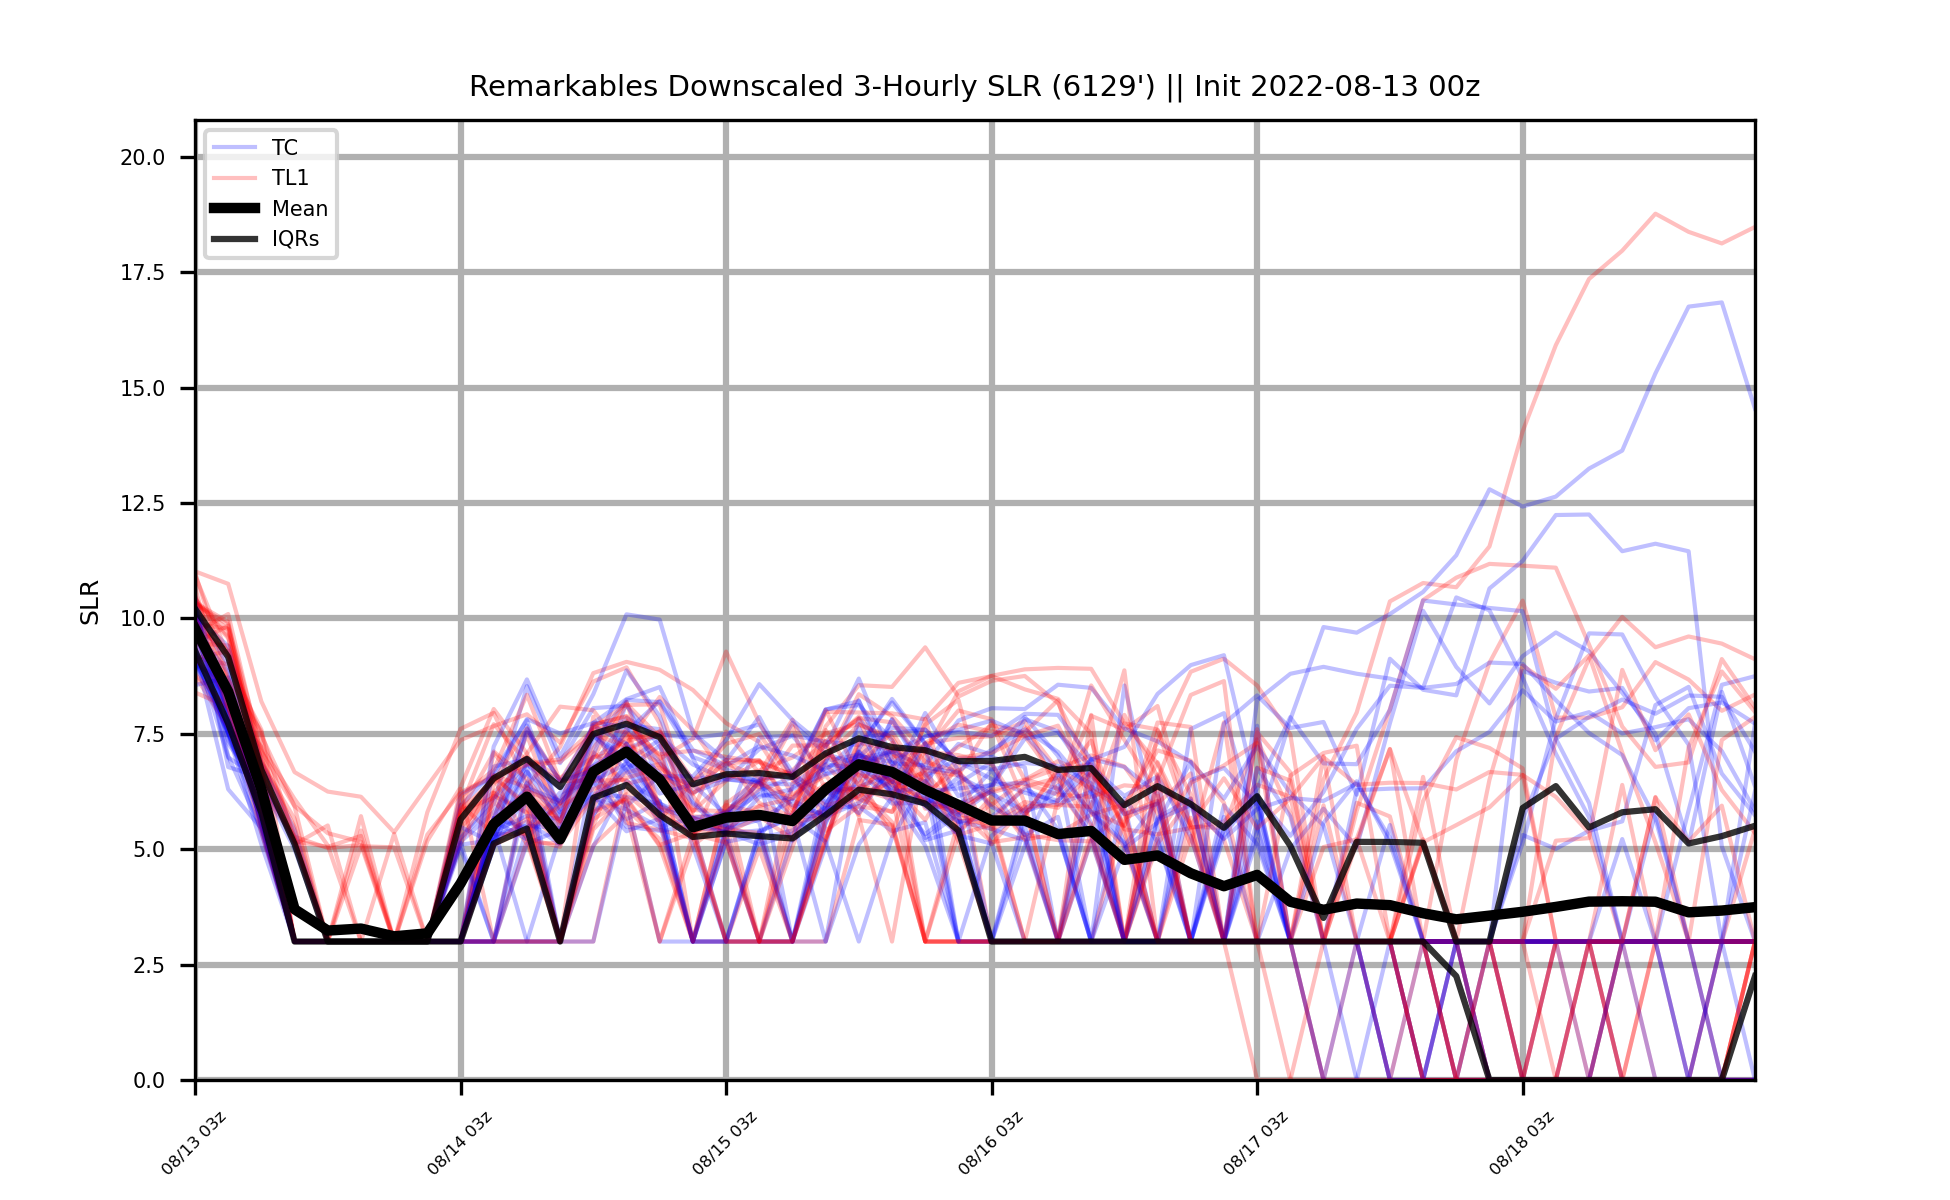 Remarkables Downscaled 3-Hourly SLR (6129') || Init 2022-08-13 00z
TC
TL1
Mean
IQRs
20.0
17.5
15.0
12.5
10.0
7.5
5.0
2.5
0.0
SLR
08/13 03z
08/14 03z
08/15 03z
08/16 03z
08/17 03z
08/18 03z